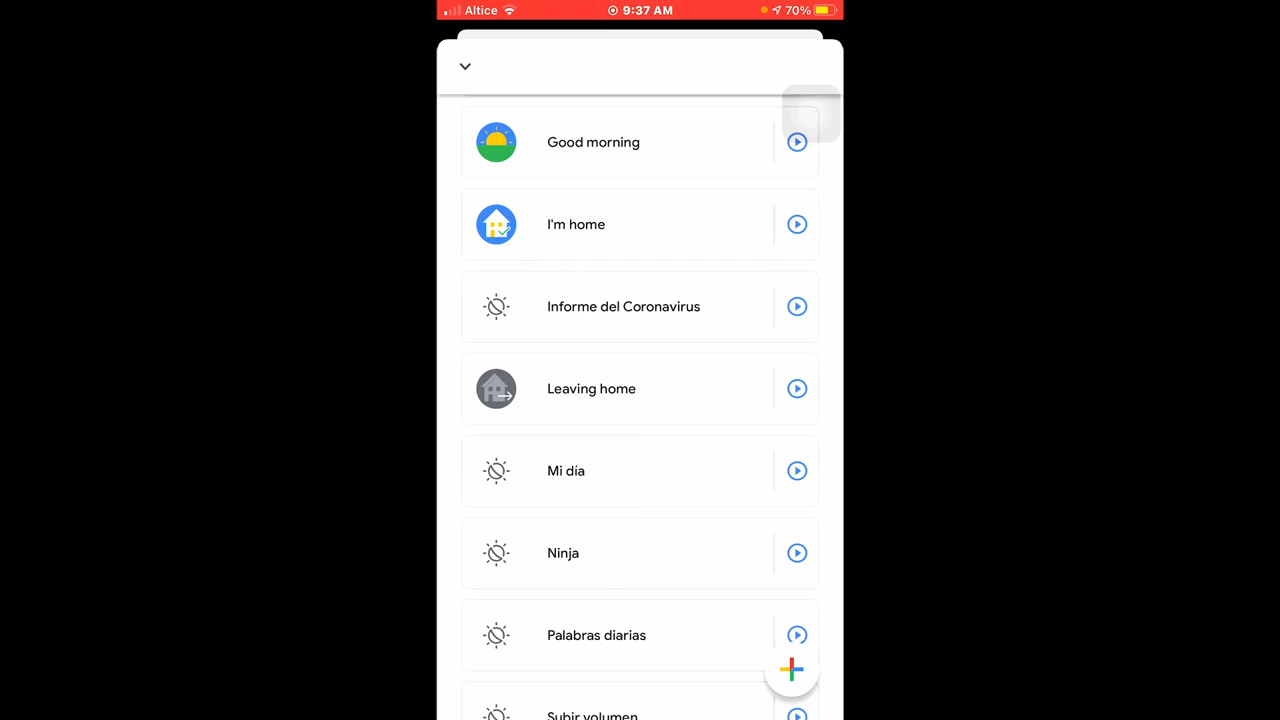 Altice 9:37 AM 70%
Good morning
I'm home
Informe del Coronavirus
Leaving home
Mi día
Ninja
Palabras diarias
Subir volumen